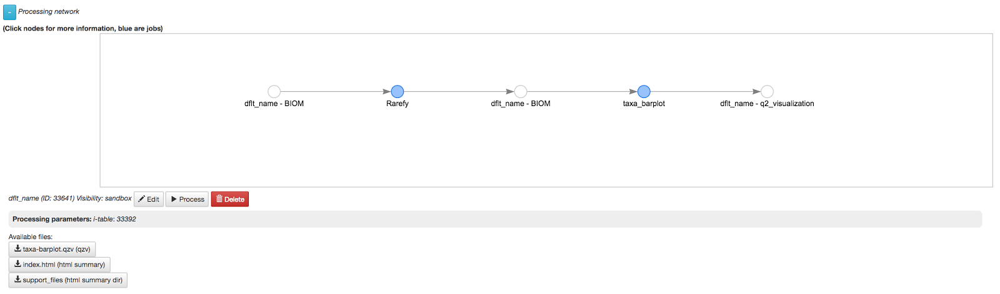 - Processing network
(Click nodes for more information, blue are jobs)
dflt_name - BIOM Rarefy dflt_name - BIOM taxa_barplot dflt_name - q2_visualization
dflt_name (ID: 33641) Visibility: sandbox Edit Process Delete
Processing parameters: i-table: 33392
Available files:
taxa-barplot.qzv (qzv)
index.html (html summary)
support_files (html summary dir)